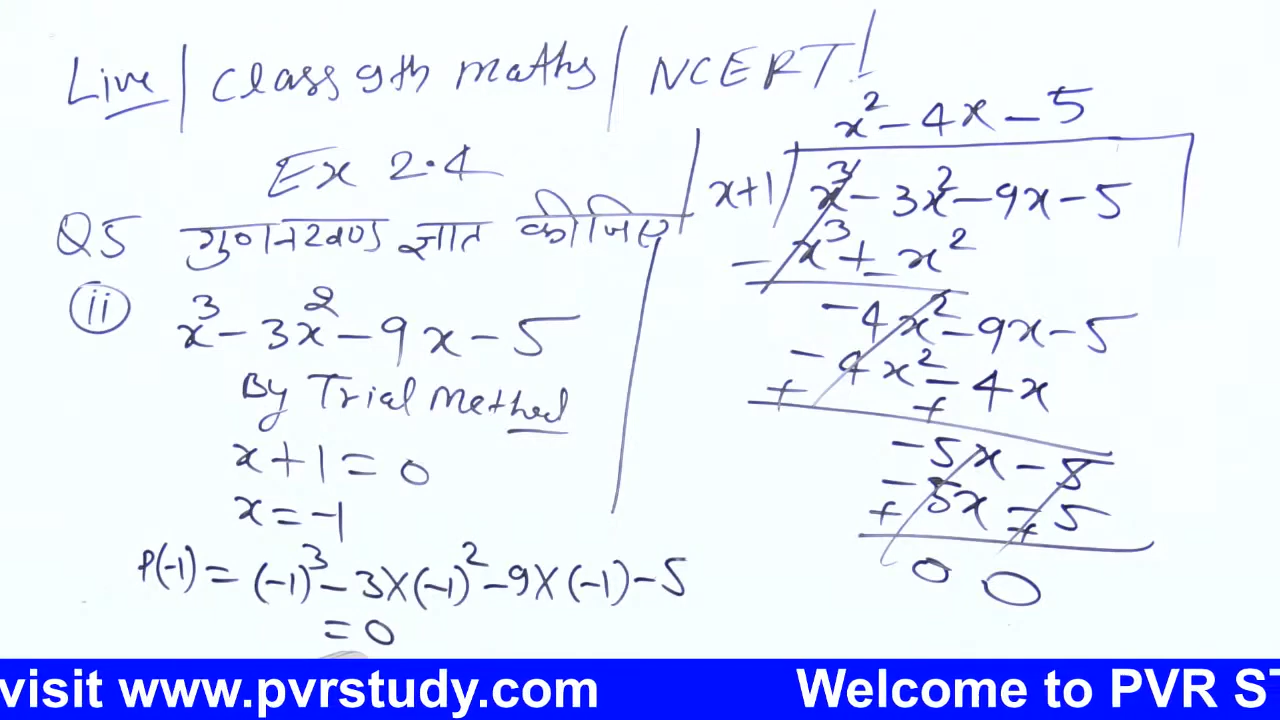 Live / Class 9th maths / NCERT!
Ex 2.4
Q5 गुणनखण्ड ज्ञात कीजिए
(ii) x³ - 3x² - 9x - 5
By Trial Method
x + 1 = 0
x = -1
P(-1) = (-1)³ - 3×(-1)² - 9×(-1) - 5
= 0
x² - 4x - 5
x+1 x³ - 3x² - 9x - 5
- x³ + - x²
- 4x² - 9x - 5
- 4x² - 4x
+ +
- 5x - 5
- 5x - 5
+ +
0 0
visit www.pvrstudy.com Welcome to PVR ST